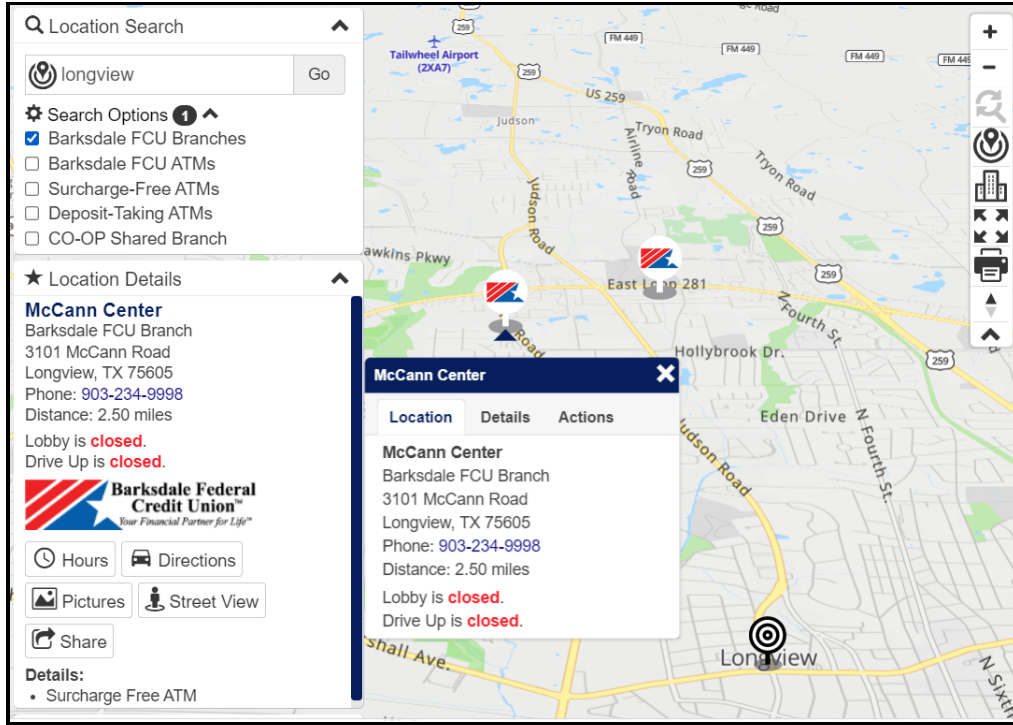 Location Search
longview
Go
Search Options 1
Barksdale FCU Branches
Barksdale FCU ATMs
Surcharge-Free ATMs
Deposit-Taking ATMs
CO-OP Shared Branch
Location Details
McCann Center
Barksdale FCU Branch
3101 McCann Road
Longview, TX 75605
Phone: 903-234-9998
Distance: 2.50 miles
Lobby is closed.
Drive Up is closed.
Barksdale Federal
Credit Union™
Your Financial Partner for Life™
Hours
Directions
Pictures
Street View
Share
Details:
• Surcharge Free ATM
Road
259
FM 449
FM 449
FM 449
FM 449
Tailwheel Airport
(2XA7)
259
US 259
Judson
Tryon Road
Airline Road
259
Tryon Road
Judson Road
259
awkins Pkwy
259
East Loop 281
N Fourth St.
Road
Hollybrook Dr.
259
McCann Center
Location
Details
Actions
McCann Center
Barksdale FCU Branch
3101 McCann Road
Longview, TX 75605
Phone: 903-234-9998
Distance: 2.50 miles
Lobby is closed.
Drive Up is closed.
Eden Drive
N Fourth St.
Judson Road
rshall Ave.
Longview
N Sixth